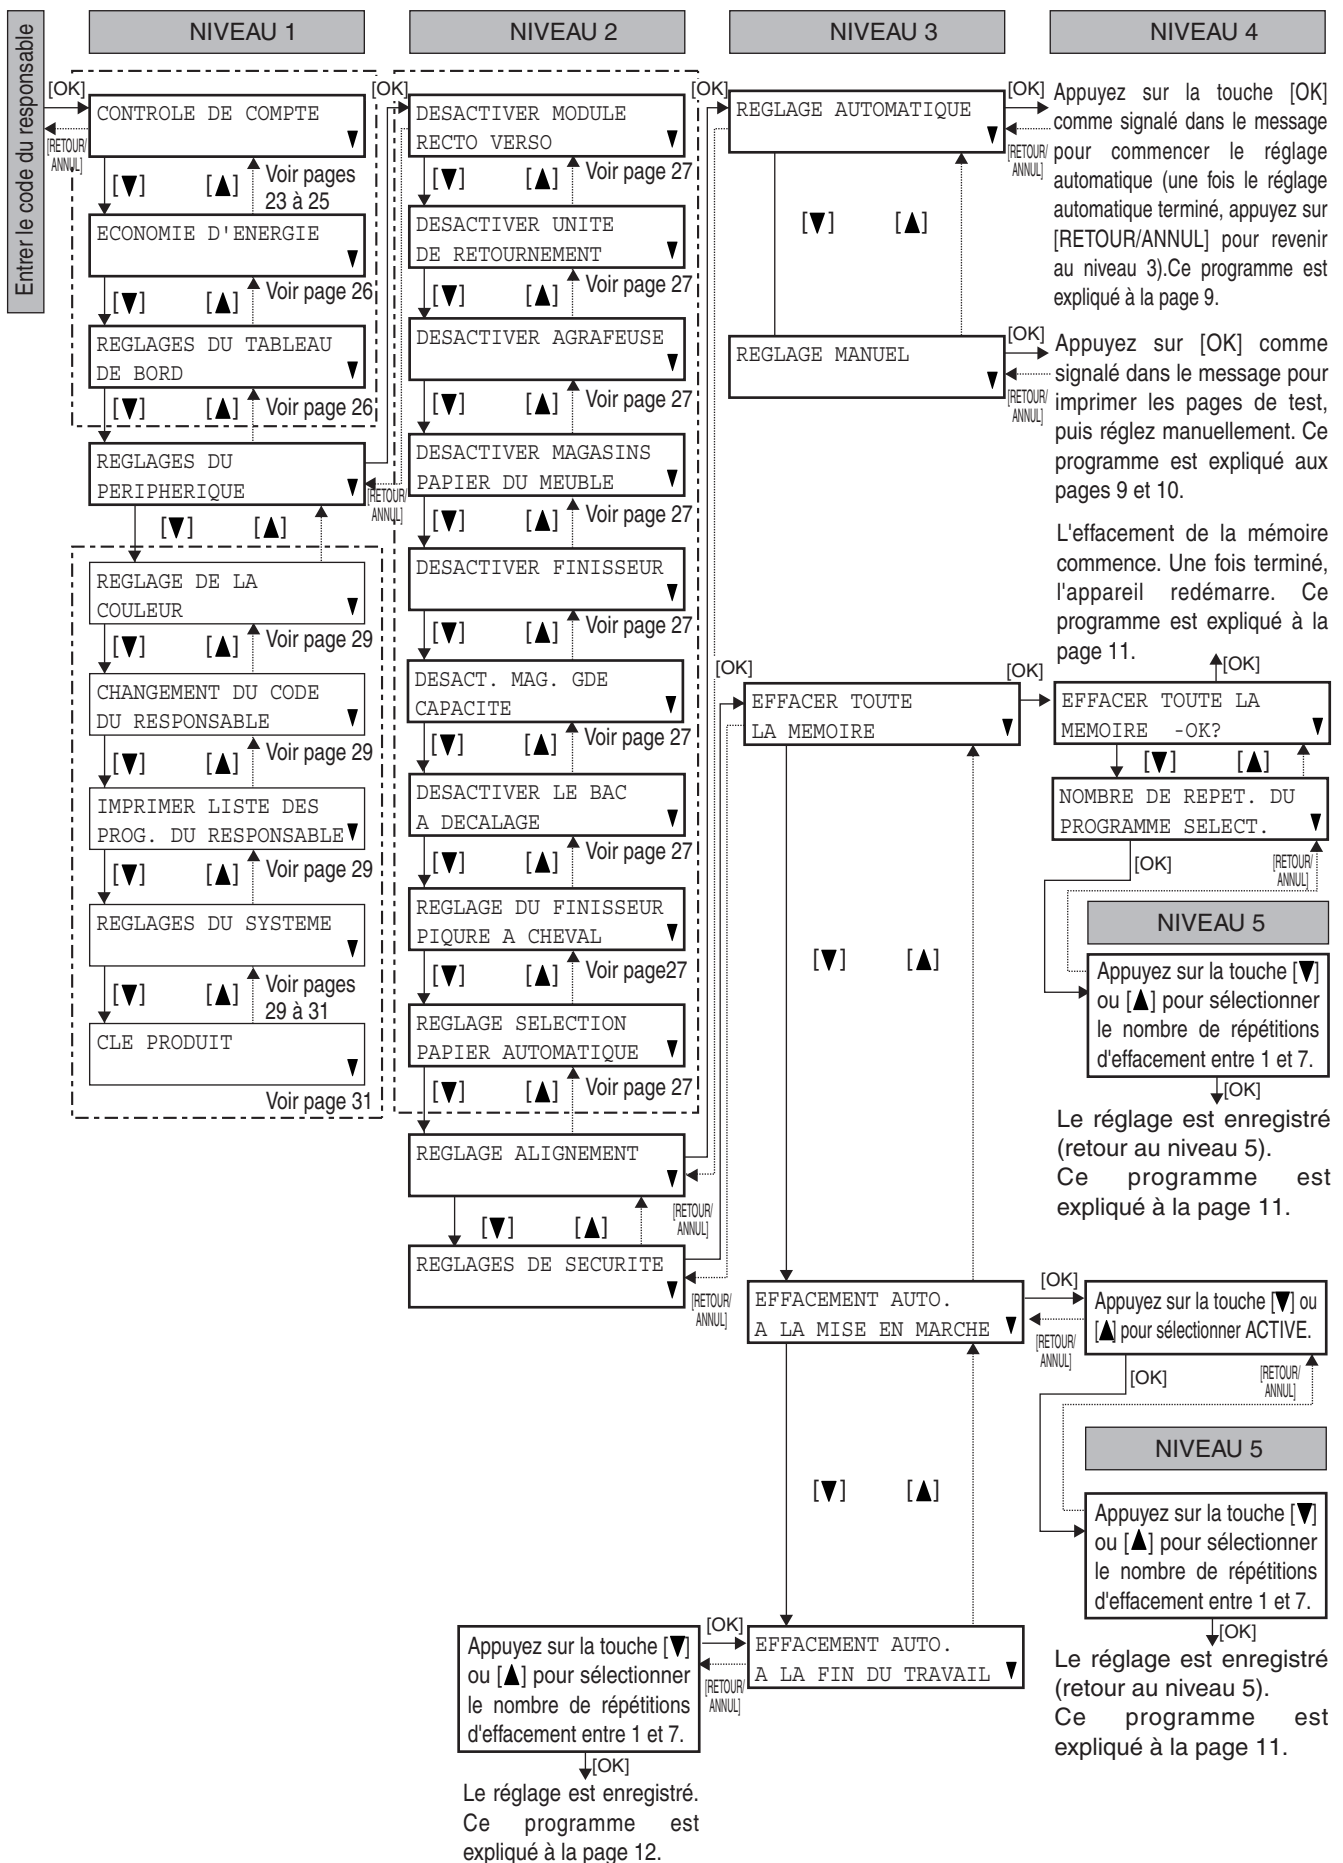 Entrer le code du responsable
NIVEAU 1
[OK]
[RETOUR/
ANNUL]
CONTROLE DE COMPTE
▼
[▼] [▲] Voir pages
23 à 25
ECONOMIE D'ENERGIE
▼
[▼] [▲] Voir page 26
REGLAGES DU TABLEAU
DE BORD ▼
[▼] [▲] Voir page 26
REGLAGES DU
PERIPHERIQUE ▼
[RETOUR/
ANNUL]
[▼] [▲]
REGLAGE DE LA
COULEUR ▼
[▼] [▲] Voir page 29
CHANGEMENT DU CODE
DU RESPONSABLE ▼
[▼] [▲] Voir page 29
IMPRIMER LISTE DES
PROG. DU RESPONSABLE ▼
[▼] [▲] Voir page 29
REGLAGES DU SYSTEME
▼
[▼] [▲] Voir pages
29 à 31
CLE PRODUIT
▼
Voir page 31
NIVEAU 2
[OK]
DESACTIVER MODULE
RECTO VERSO ▼
[▼] [▲] Voir page 27
DESACTIVER UNITE
DE RETOURNEMENT ▼
[▼] [▲] Voir page 27
DESACTIVER AGRAFEUSE
▼
[▼] [▲] Voir page 27
DESACTIVER MAGASINS
PAPIER DU MEUBLE ▼
[▼] [▲] Voir page 27
DESACTIVER FINISSEUR
▼
[▼] [▲] Voir page 27
DESACT. MAG. GDE
CAPACITE ▼
[▼] [▲] Voir page 27
DESACTIVER LE BAC
A DECALAGE ▼
[▼] [▲] Voir page 27
REGLAGE DU FINISSEUR
PIQURE A CHEVAL ▼
[▼] [▲] Voir page27
REGLAGE SELECTION
PAPIER AUTOMATIQUE ▼
[▼] [▲] Voir page 27
REGLAGE ALIGNEMENT
▼
[RETOUR/
ANNUL]
[▼] [▲]
REGLAGES DE SECURITE
▼
[RETOUR/
ANNUL]
NIVEAU 3
[OK]
REGLAGE AUTOMATIQUE
▼
[▼] [▲]
REGLAGE MANUEL
▼
[OK]
EFFACER TOUTE
LA MEMOIRE ▼
[▼] [▲]
EFFACEMENT AUTO.
A LA MISE EN MARCHE ▼
[▼] [▲]
EFFACEMENT AUTO.
A LA FIN DU TRAVAIL ▼
[OK]
[RETOUR/
ANNUL]
Appuyez sur la touche [▼]
ou [▲] pour sélectionner
le nombre de répétitions
d'effacement entre 1 et 7.
[OK]
Le réglage est enregistré.
Ce programme est
expliqué à la page 12.
NIVEAU 4
[OK]
[RETOUR/
ANNUL]
Appuyez sur la touche [OK]
comme signalé dans le message
pour commencer le réglage
automatique (une fois le réglage
automatique terminé, appuyez sur
[RETOUR/ANNUL] pour revenir
au niveau 3).Ce programme est
expliqué à la page 9.
[OK]
[RETOUR/
ANNUL]
Appuyez sur [OK] comme
signalé dans le message pour
imprimer les pages de test,
puis réglez manuellement. Ce
programme est expliqué aux
pages 9 et 10.
L'effacement de la mémoire
commence. Une fois terminé,
l'appareil redémarre. Ce
programme est expliqué à la
page 11.
[OK]
[OK]
EFFACER TOUTE LA
MEMOIRE -OK? ▼
[▼] [▲]
NOMBRE DE REPET. DU
PROGRAMME SELECT. ▼
[OK]
[RETOUR/
ANNUL]
NIVEAU 5
Appuyez sur la touche [▼]
ou [▲] pour sélectionner
le nombre de répétitions
d'effacement entre 1 et 7.
[OK]
Le réglage est enregistré
(retour au niveau 5).
Ce programme est
expliqué à la page 11.
[OK]
[RETOUR/
ANNUL]
Appuyez sur la touche [▼] ou
[▲] pour sélectionner ACTIVE.
[OK]
[RETOUR/
ANNUL]
NIVEAU 5
Appuyez sur la touche [▼]
ou [▲] pour sélectionner
le nombre de répétitions
d'effacement entre 1 et 7.
[OK]
Le réglage est enregistré
(retour au niveau 5).
Ce programme est
expliqué à la page 11.